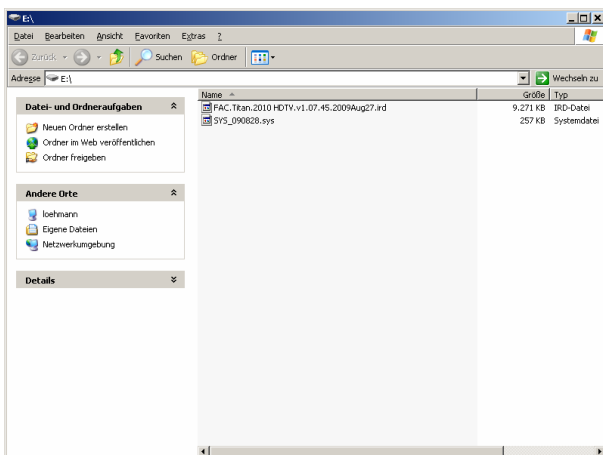 E:\
Datei Bearbeiten Ansicht Favoriten Extras ?
Zurück Suchen Ordner
Adresse E:\ Wechseln zu
Name Größe Typ
Datei- und Ordneraufgaben
Neuen Ordner erstellen
Ordner im Web veröffentlichen
Ordner freigeben
Andere Orte
loehmann
Eigene Dateien
Netzwerkumgebung
Details
FAC.Titan.2010 HDTV.v1.07.45.2009Aug27.ird 9.271 KB IRD-Datei
SYS_090828.sys 257 KB Systemdatei